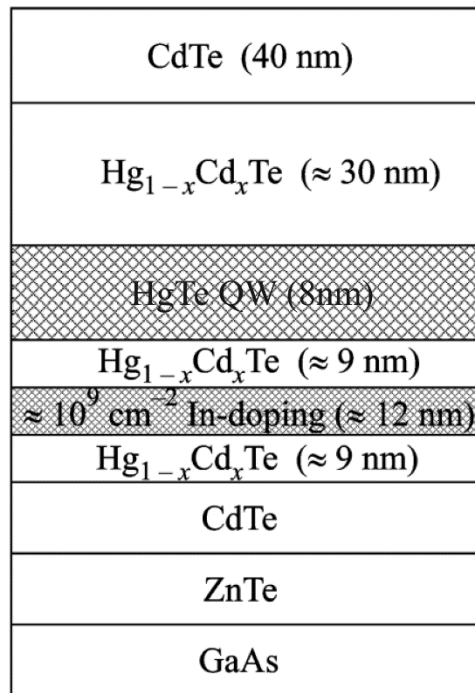 CdTe (40 nm)
Hg₁₋ₓCdₓTe (≈ 30 nm)
HgTe QW (8nm)
Hg₁₋ₓCdₓTe (≈ 9 nm)
≈ 10⁹ cm⁻² In-doping (≈ 12 nm)
Hg₁₋ₓCdₓTe (≈ 9 nm)
CdTe
ZnTe
GaAs